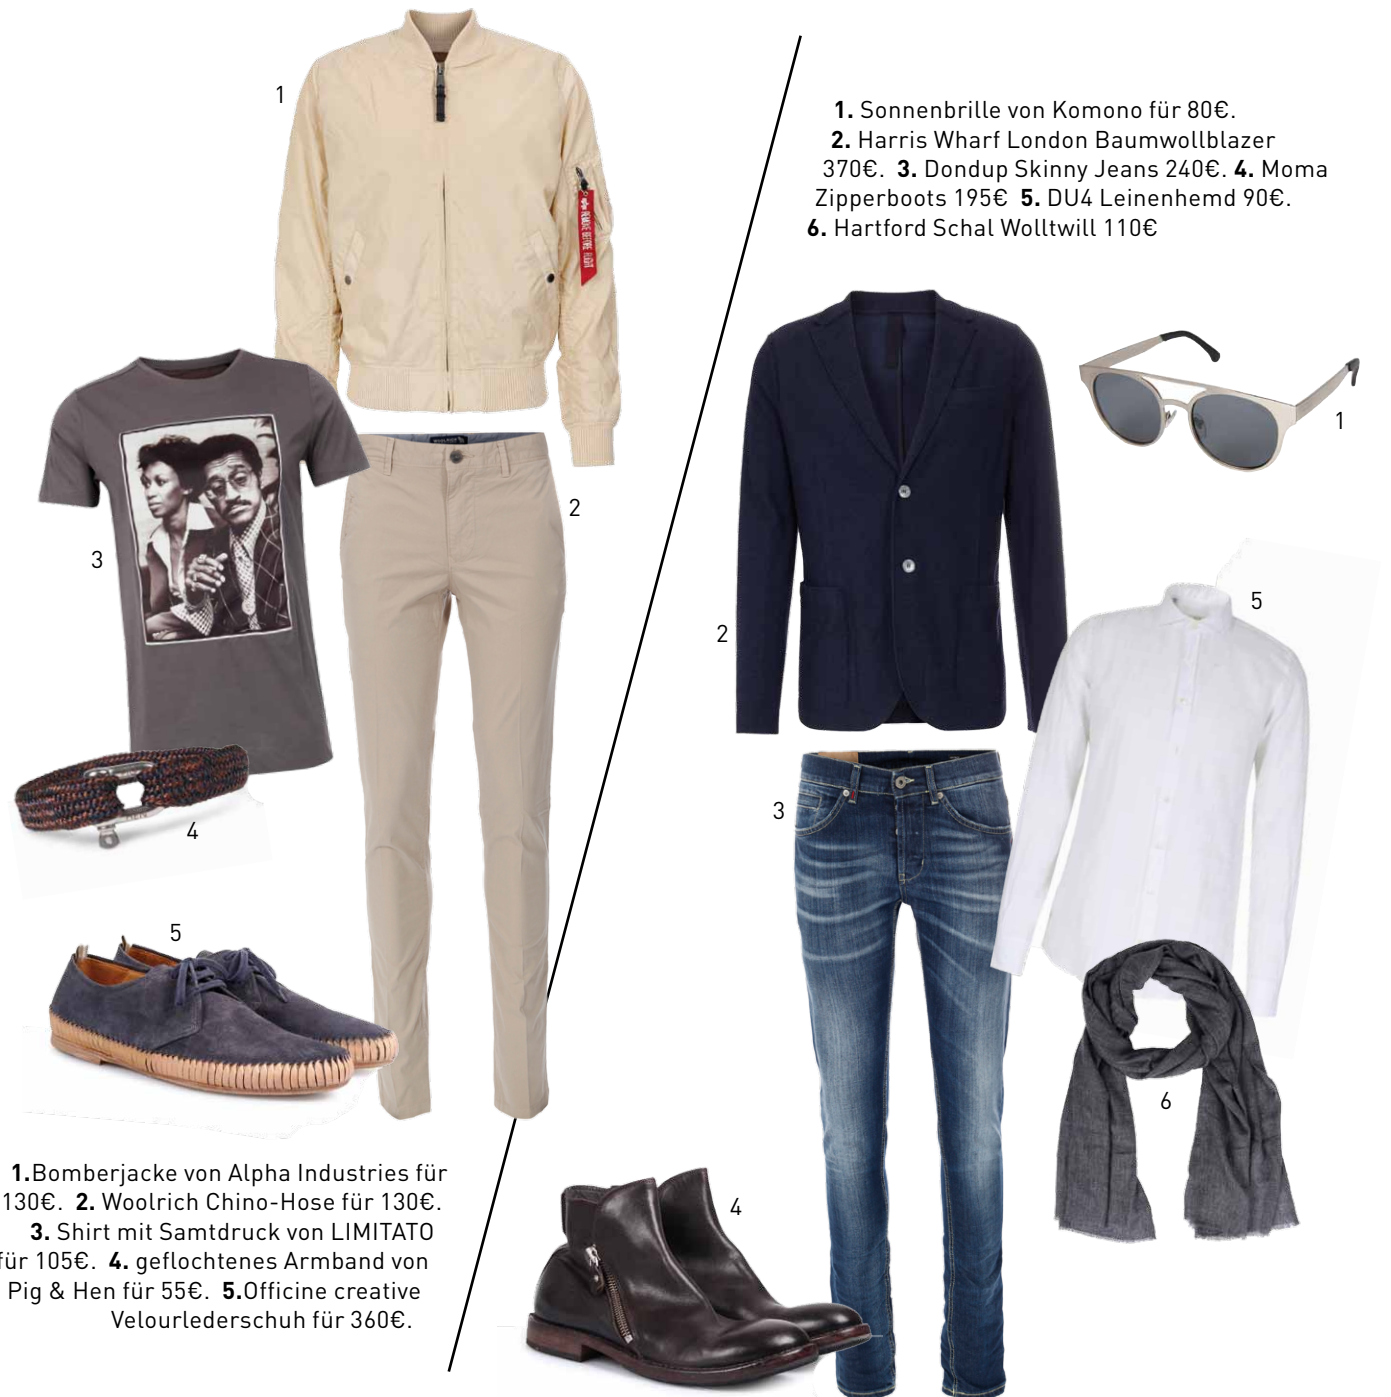 1
REMOVE BEFORE FLIGHT
2
3
4
5
1.Bomberjacke von Alpha Industries für
130€. 2. Woolrich Chino-Hose für 130€.
3. Shirt mit Samtdruck von LIMITATO
für 105€. 4. geflochtenes Armband von
Pig & Hen für 55€. 5.Officine creative
Velourlederschuh für 360€.
1. Sonnenbrille von Komono für 80€.
2. Harris Wharf London Baumwollblazer
370€. 3. Dondup Skinny Jeans 240€. 4. Moma
Zipperboots 195€ 5. DU4 Leinenhemd 90€.
6. Hartford Schal Wolltwill 110€
1
2
5
3
6
4